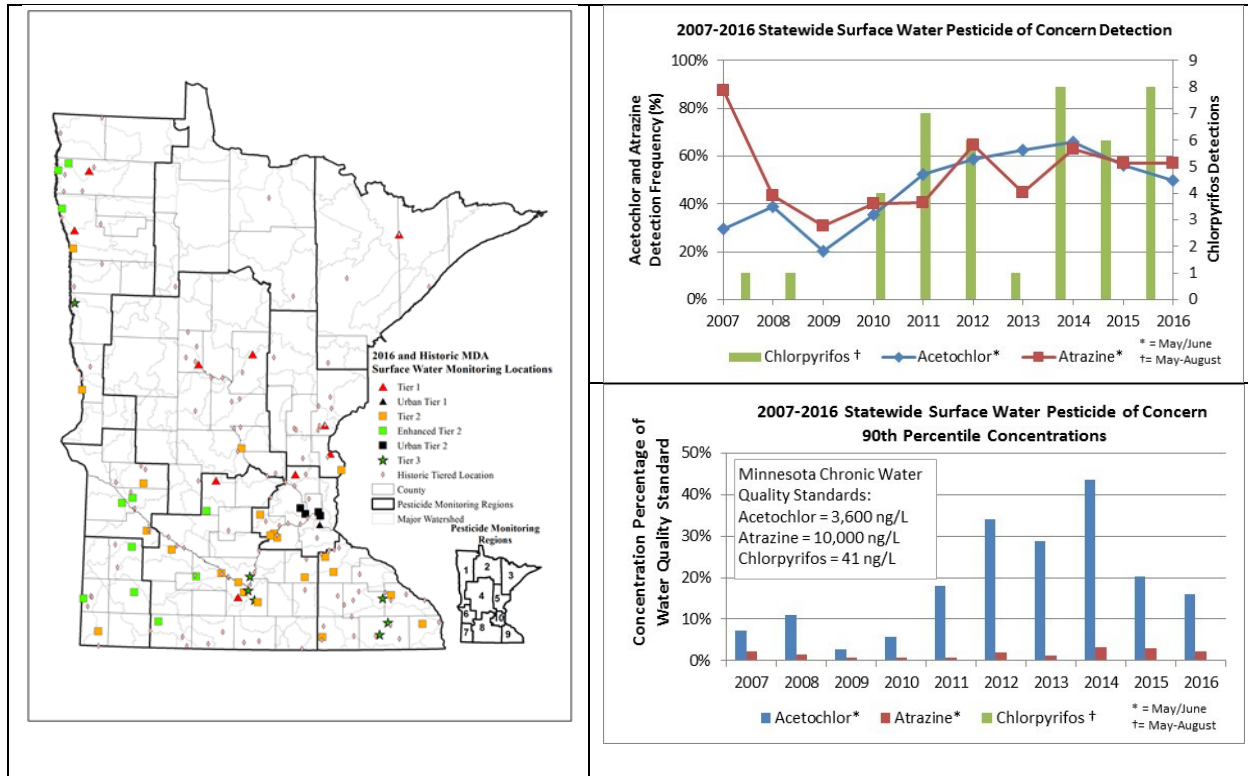 2016 and Historic MDA
Surface Water Monitoring Locations
Tier 1
Urban Tier 1
Tier 2
Enhanced Tier 2
Urban Tier 2
Tier 3
Historic Tiered Location
County
Pesticide Monitoring Regions
Major Watershed
Pesticide Monitoring
Regions
1
2
3
4
5
6
10
7
8
9
2007-2016 Statewide Surface Water Pesticide of Concern Detection
Acetochlor and Atrazine
Detection Frequency (%)
100%
80%
60%
40%
20%
0%
9
8
7
6
5
4
3
2
1
0
Chlorpyrifos Detections
2007 2008 2009 2010 2011 2012 2013 2014 2015 2016
Chlorpyrifos † Acetochlor* Atrazine*
* = May/June
†= May-August
2007-2016 Statewide Surface Water Pesticide of Concern
90th Percentile Concentrations
Concentration Percentage of
Water Quality Standard
50%
40%
30%
20%
10%
0%
Minnesota Chronic Water
Quality Standards:
Acetochlor = 3,600 ng/L
Atrazine = 10,000 ng/L
Chlorpyrifos = 41 ng/L
2007 2008 2009 2010 2011 2012 2013 2014 2015 2016
Acetochlor* Atrazine* Chlorpyrifos †
* = May/June
†= May-August